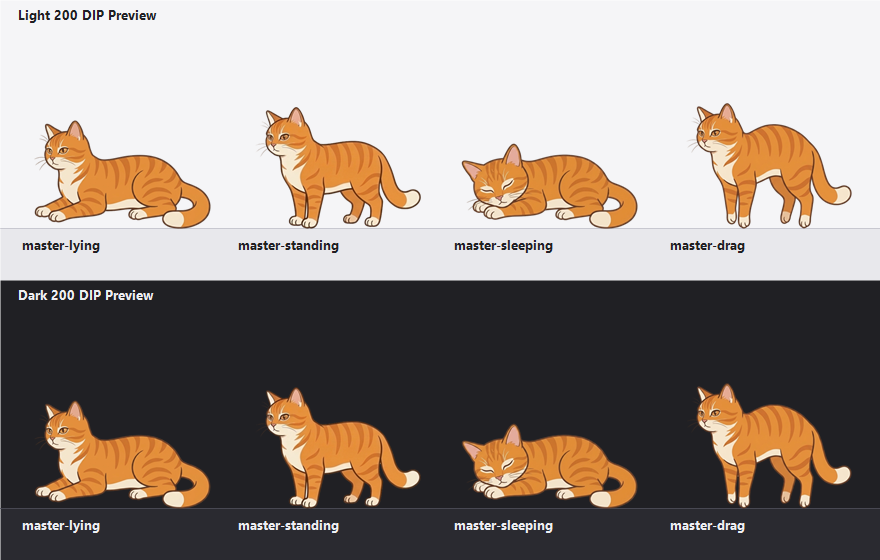 Light 200 DIP Preview
master-lying
master-standing
master-sleeping
master-drag
Dark 200 DIP Preview
master-lying
master-standing
master-sleeping
master-drag